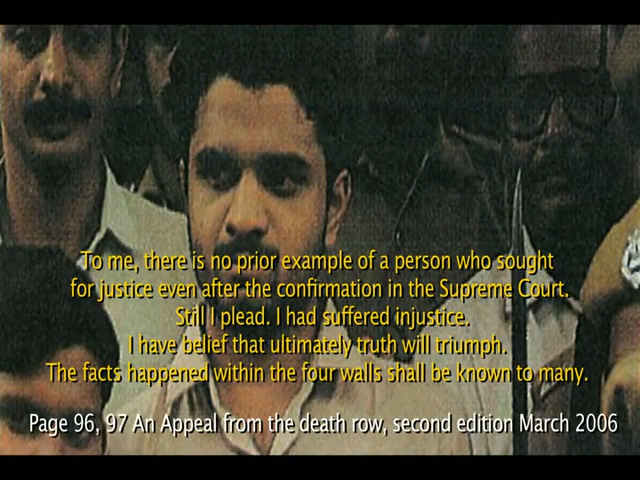 To me, there is no prior example of a person who sought
for justice even after the confirmation in the Supreme Court.
Still I plead. I had suffered injustice.
I have belief that ultimately truth will triumph.
The facts happened within the four walls shall be known to many.
Page 96, 97 An Appeal from the death row, second edition March 2006